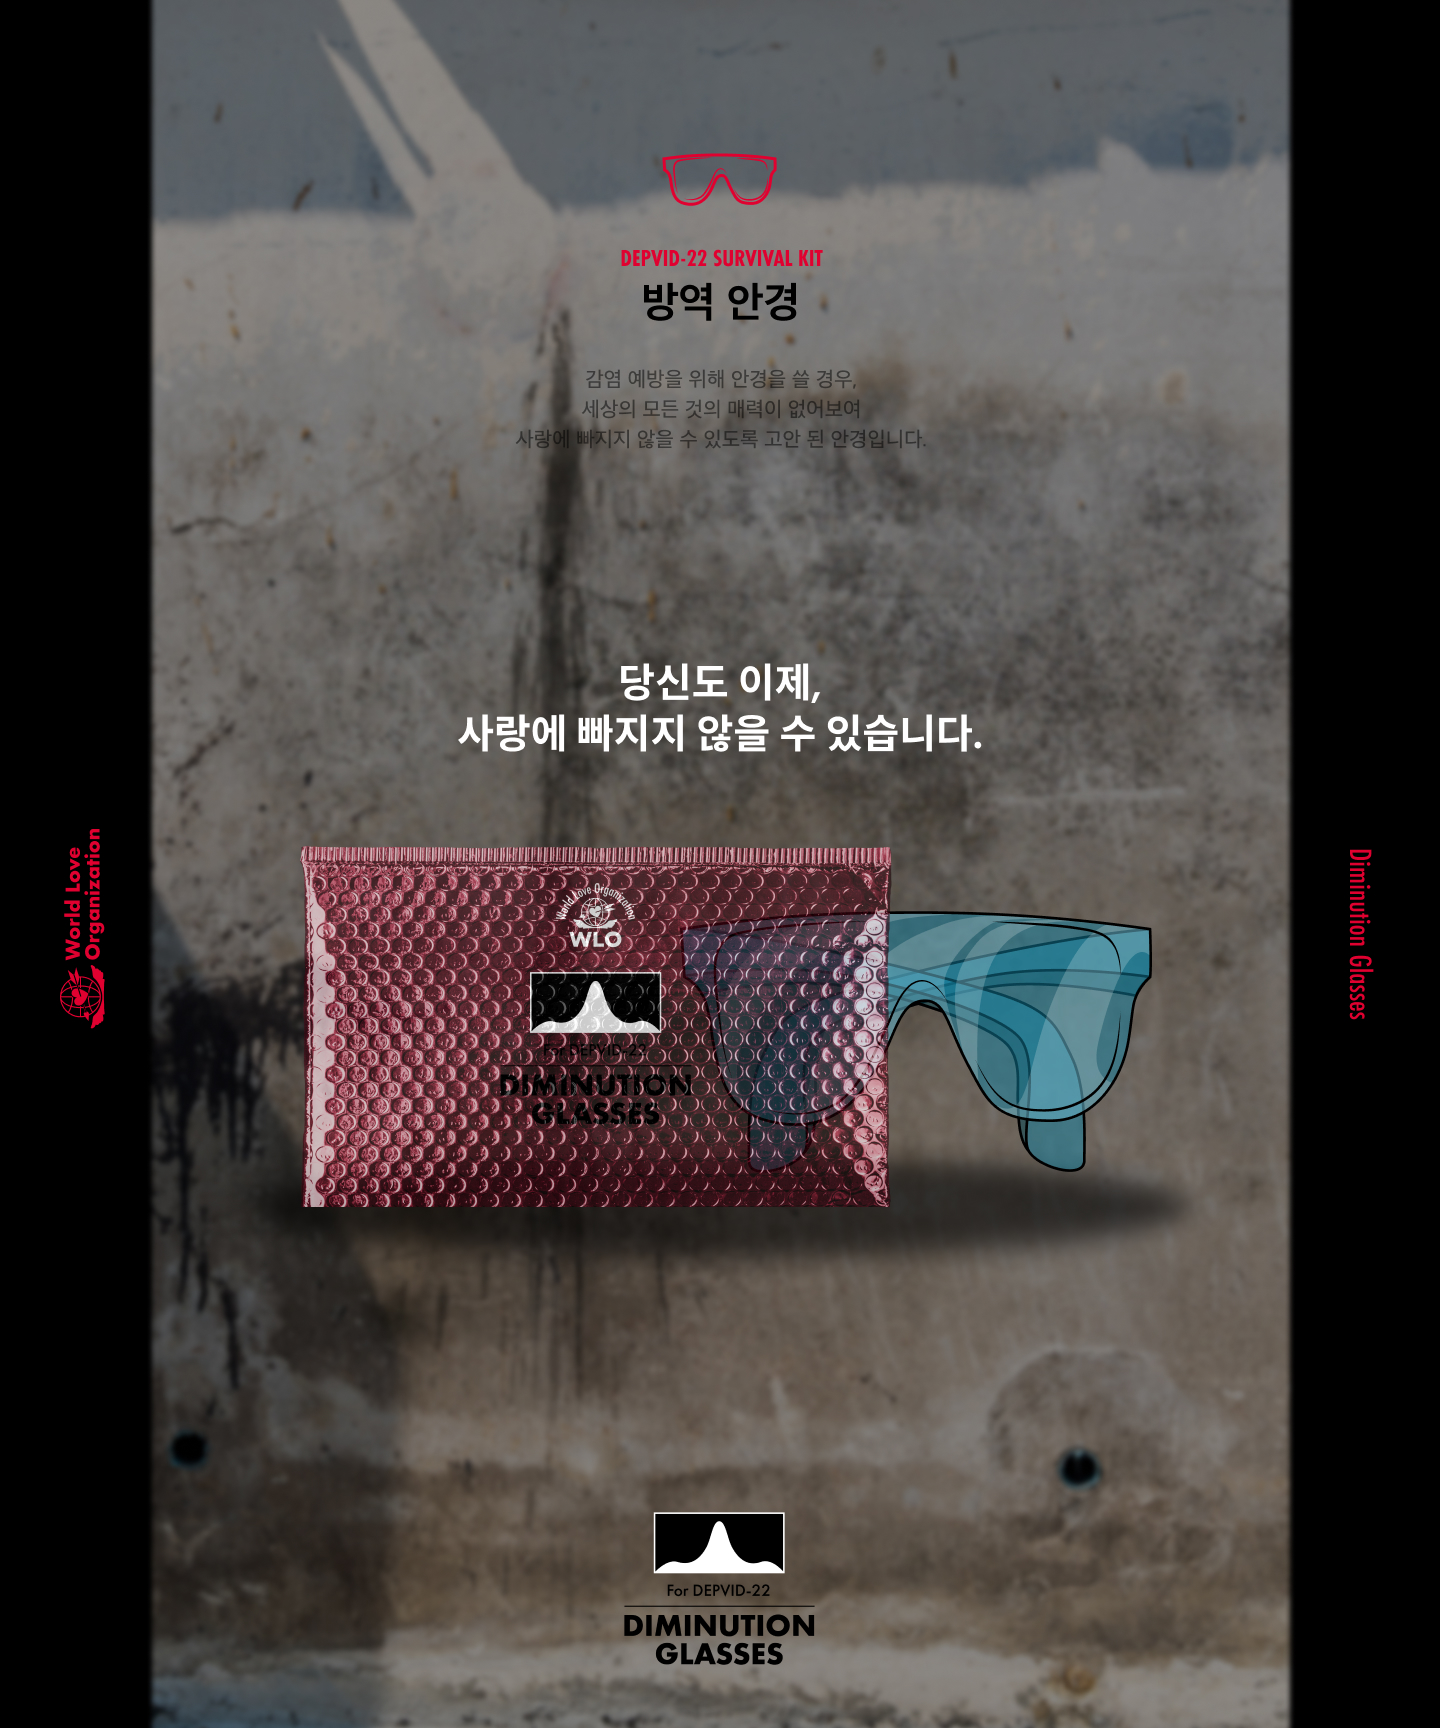 DEPVID-22 SURVIVAL KIT
방역 안경
감염 예방을 위해 안경을 쓸 경우,
세상의 모든 것의 매력이 없어보여
사랑에 빠지지 않을 수 있도록 고안 된 안경입니다.
당신도 이제,
사랑에 빠지지 않을 수 있습니다.
World Love
Organization
Diminution Glasses
World Love Organization
WLO
For DEPVID-22
DIMINUTION
GLASSES
For DEPVID-22
DIMINUTION
GLASSES